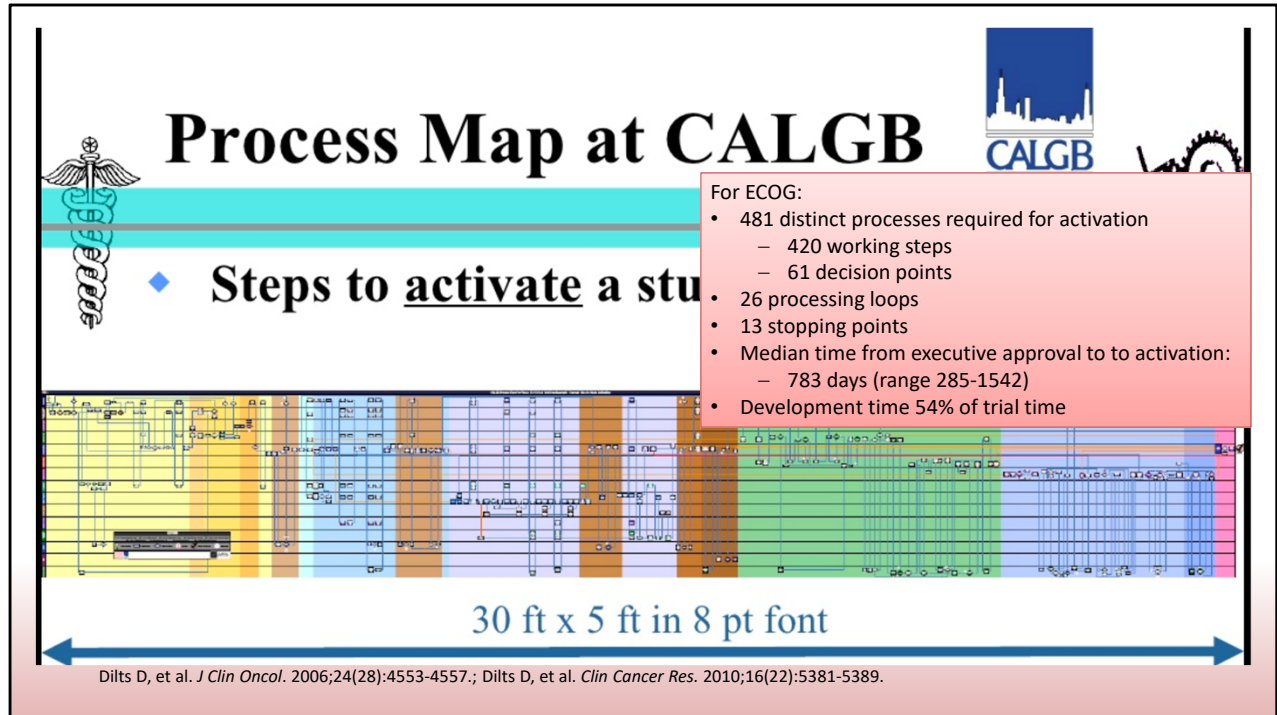 Process Map at CALGB
CALGB
For ECOG:
• 481 distinct processes required for activation
– 420 working steps
– 61 decision points
• 26 processing loops
• 13 stopping points
• Median time from executive approval to to activation:
– 783 days (range 285-1542)
• Development time 54% of trial time
◆ Steps to activate a stu
30 ft x 5 ft in 8 pt font
Dilts D, et al. J Clin Oncol. 2006;24(28):4553-4557.; Dilts D, et al. Clin Cancer Res. 2010;16(22):5381-5389.